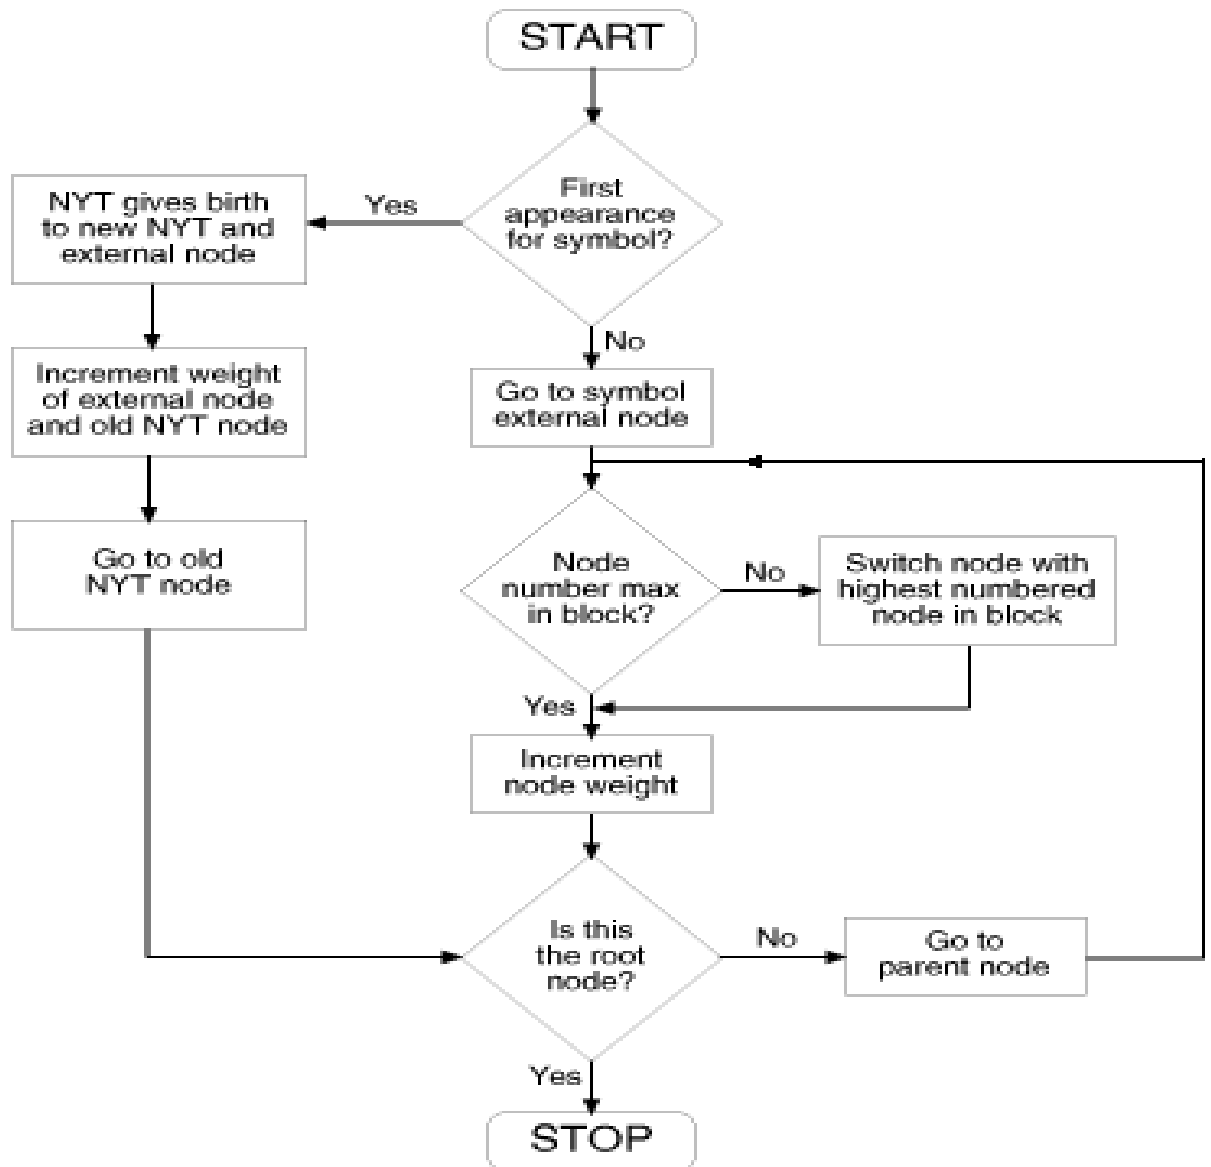 START
First
appearance
for symbol?
Yes
NYT gives birth
to new NYT and
external node
Increment weight
of external node
and old NYT node
Go to old
NYT node
No
Go to symbol
external node
Node
number max
in block?
No
Switch node with
highest numbered
node in block
Yes
Increment
node weight
Is this
the root
node?
No
Go to
parent node
Yes
STOP